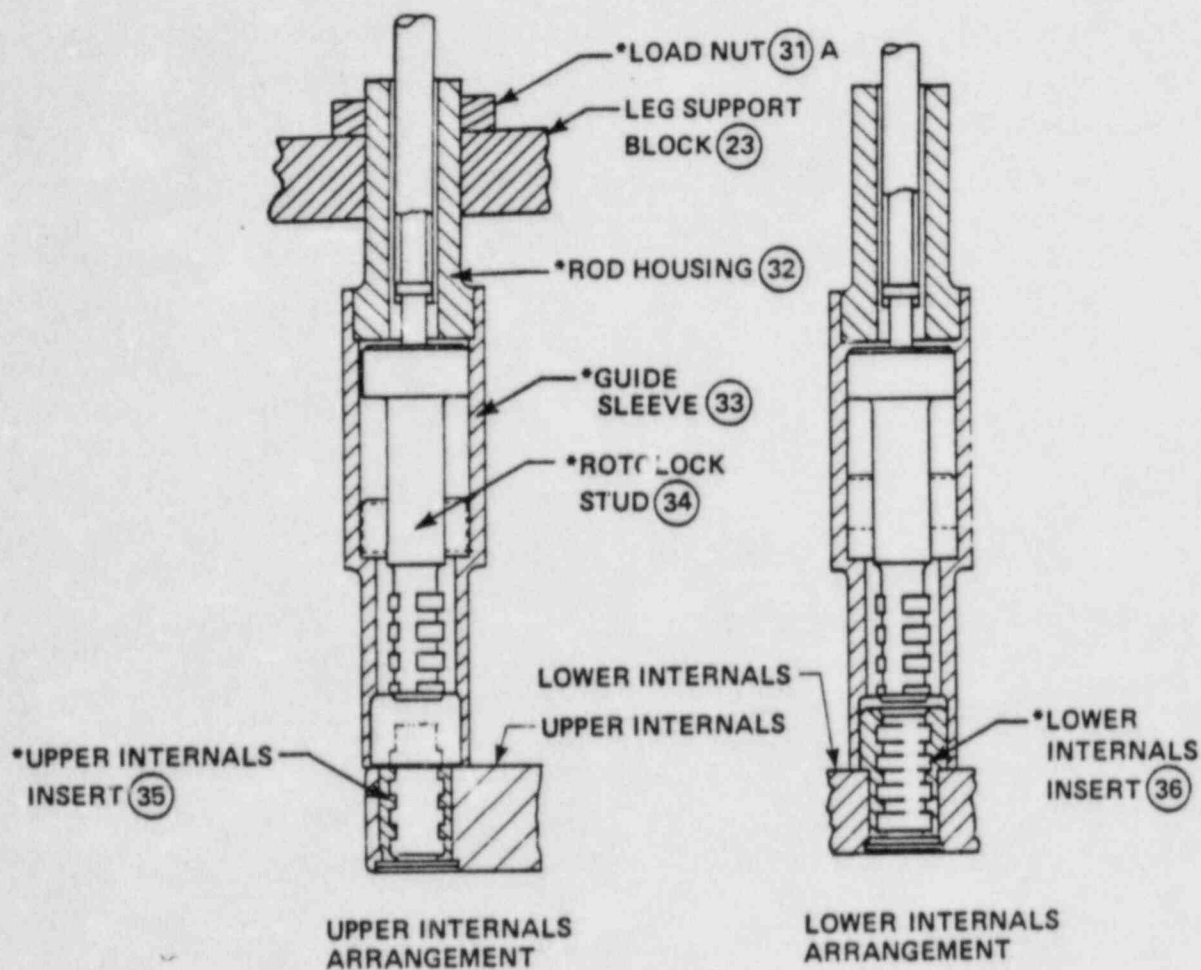 *LOAD NUT 31 A
LEG SUPPORT
BLOCK 23
*ROD HOUSING 32
*GUIDE
SLEEVE 33
*ROTOLOCK
STUD 34
LOWER INTERNALS
UPPER INTERNALS
*UPPER INTERNALS
INSERT 35
*LOWER
INTERNALS
INSERT 36
UPPER INTERNALS
ARRANGEMENT
LOWER INTERNALS
ARRANGEMENT